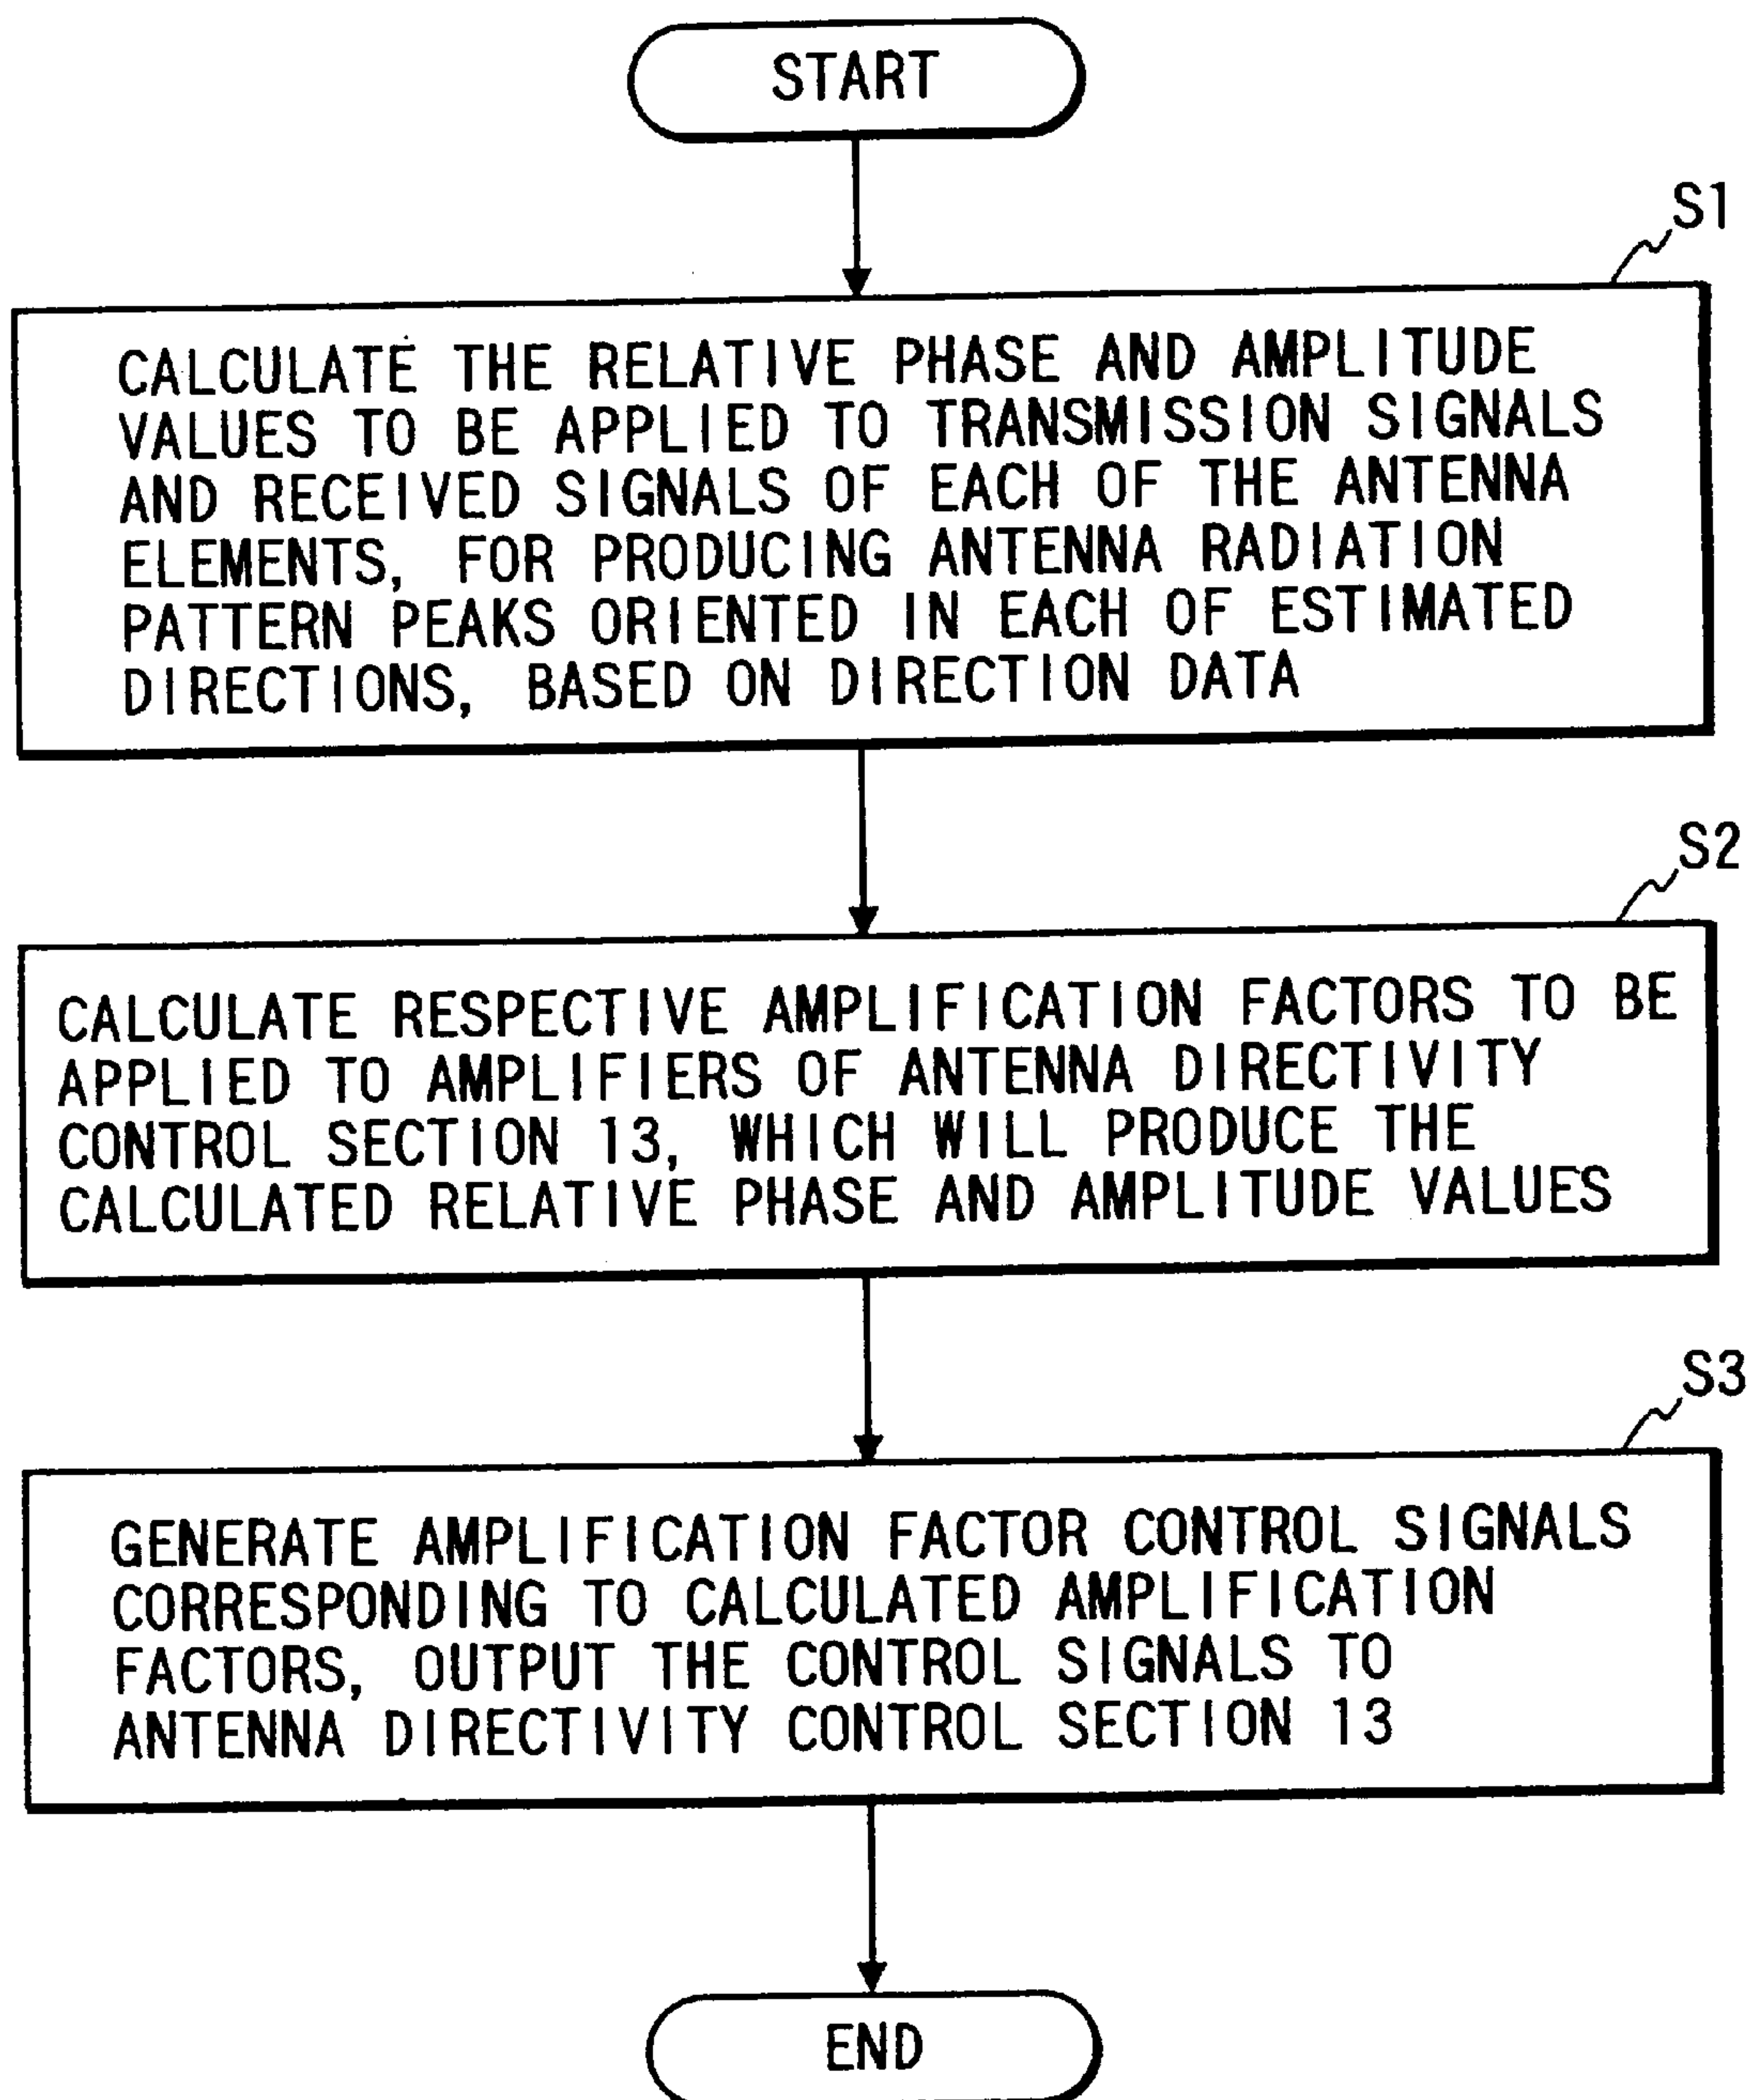 START
S1
CALCULATE THE RELATIVE PHASE AND AMPLITUDE
VALUES TO BE APPLIED TO TRANSMISSION SIGNALS
AND RECEIVED SIGNALS OF EACH OF THE ANTENNA
ELEMENTS, FOR PRODUCING ANTENNA RADIATION
PATTERN PEAKS ORIENTED IN EACH OF ESTIMATED
DIRECTIONS, BASED ON DIRECTION DATA
S2
CALCULATE RESPECTIVE AMPLIFICATION FACTORS TO BE
APPLIED TO AMPLIFIERS OF ANTENNA DIRECTIVITY
CONTROL SECTION 13, WHICH WILL PRODUCE THE
CALCULATED RELATIVE PHASE AND AMPLITUDE VALUES
S3
GENERATE AMPLIFICATION FACTOR CONTROL SIGNALS
CORRESPONDING TO CALCULATED AMPLIFICATION
FACTORS, OUTPUT THE CONTROL SIGNALS TO
ANTENNA DIRECTIVITY CONTROL SECTION 13
END